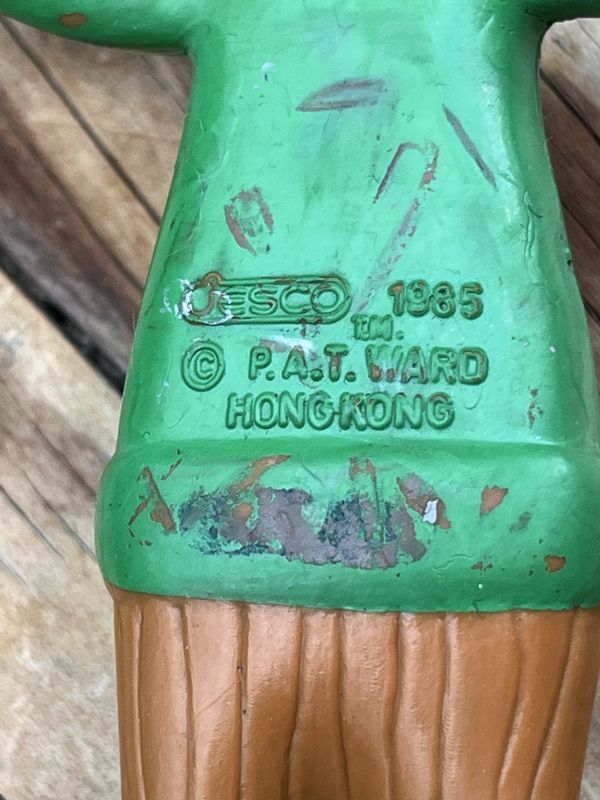 JESCO 1985
T.M.
© P.A.T. WARD
HONG-KONG